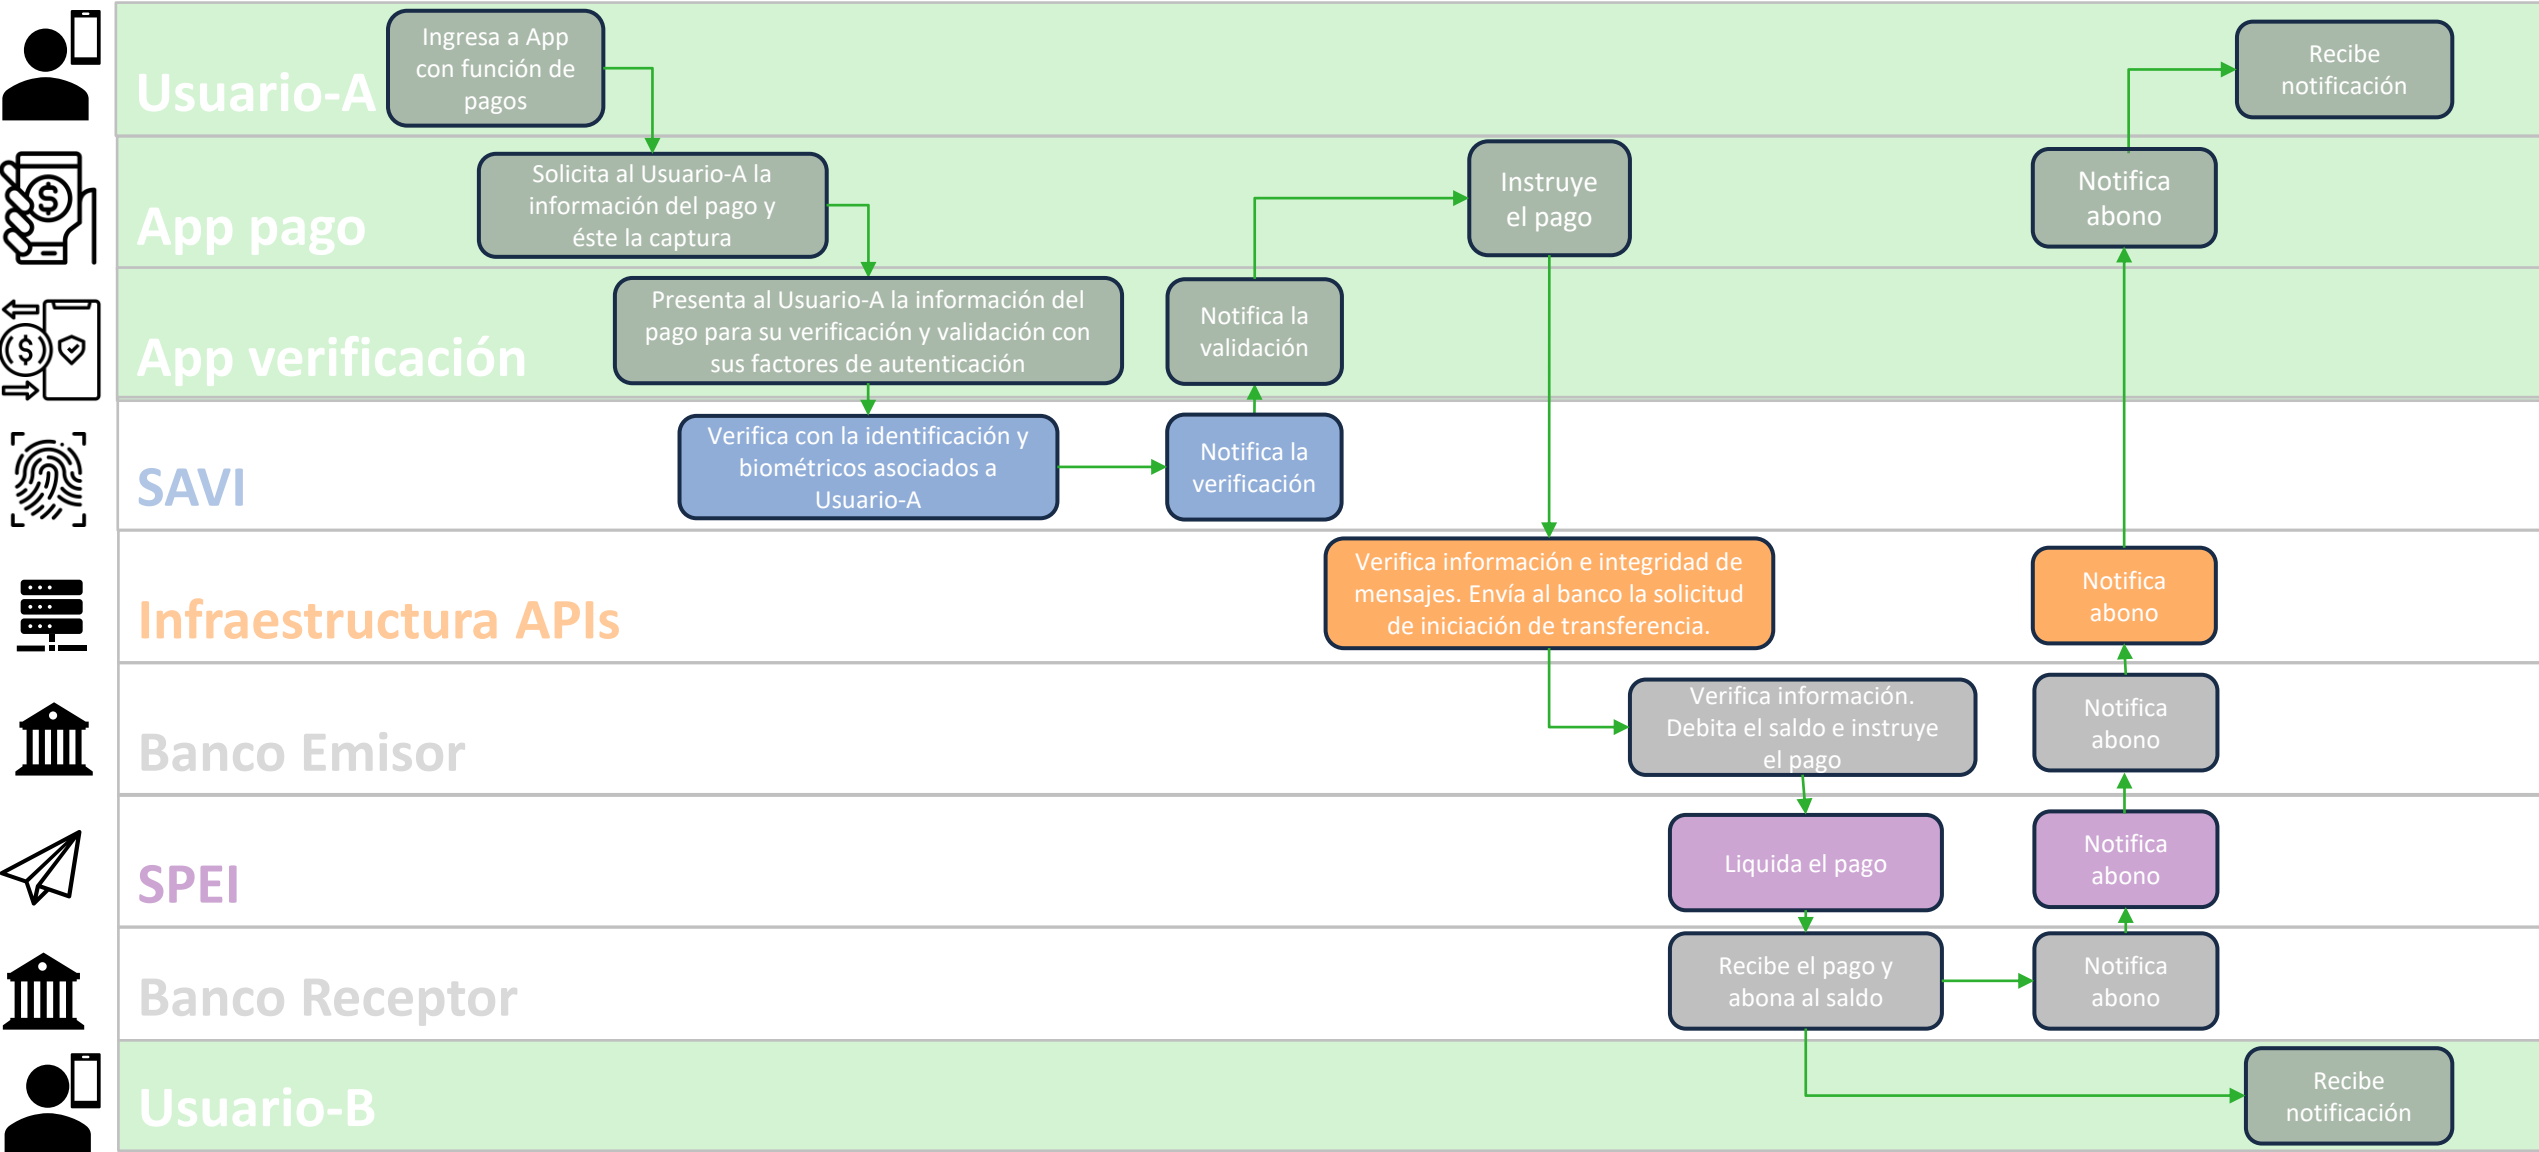 Usuario-A
Ingresa a App
con función de
pagos
Recibe
notificación
App pago
Solicita al Usuario-A la
información del pago y
éste la captura
Instruye
el pago
Notifica
abono
App verificación
Presenta al Usuario-A la información del
pago para su verificación y validación con
sus factores de autenticación
Notifica la
validación
SAVI
Verifica con la identificación y
biométricos asociados a
Usuario-A
Notifica la
verificación
Infraestructura APIs
Verifica información e integridad de
mensajes. Envía al banco la solicitud
de iniciación de transferencia.
Notifica
abono
Banco Emisor
Verifica información.
Debita el saldo e instruye
el pago
Notifica
abono
SPEI
Liquida el pago
Notifica
abono
Banco Receptor
Recibe el pago y
abona al saldo
Notifica
abono
Usuario-B
Recibe
notificación